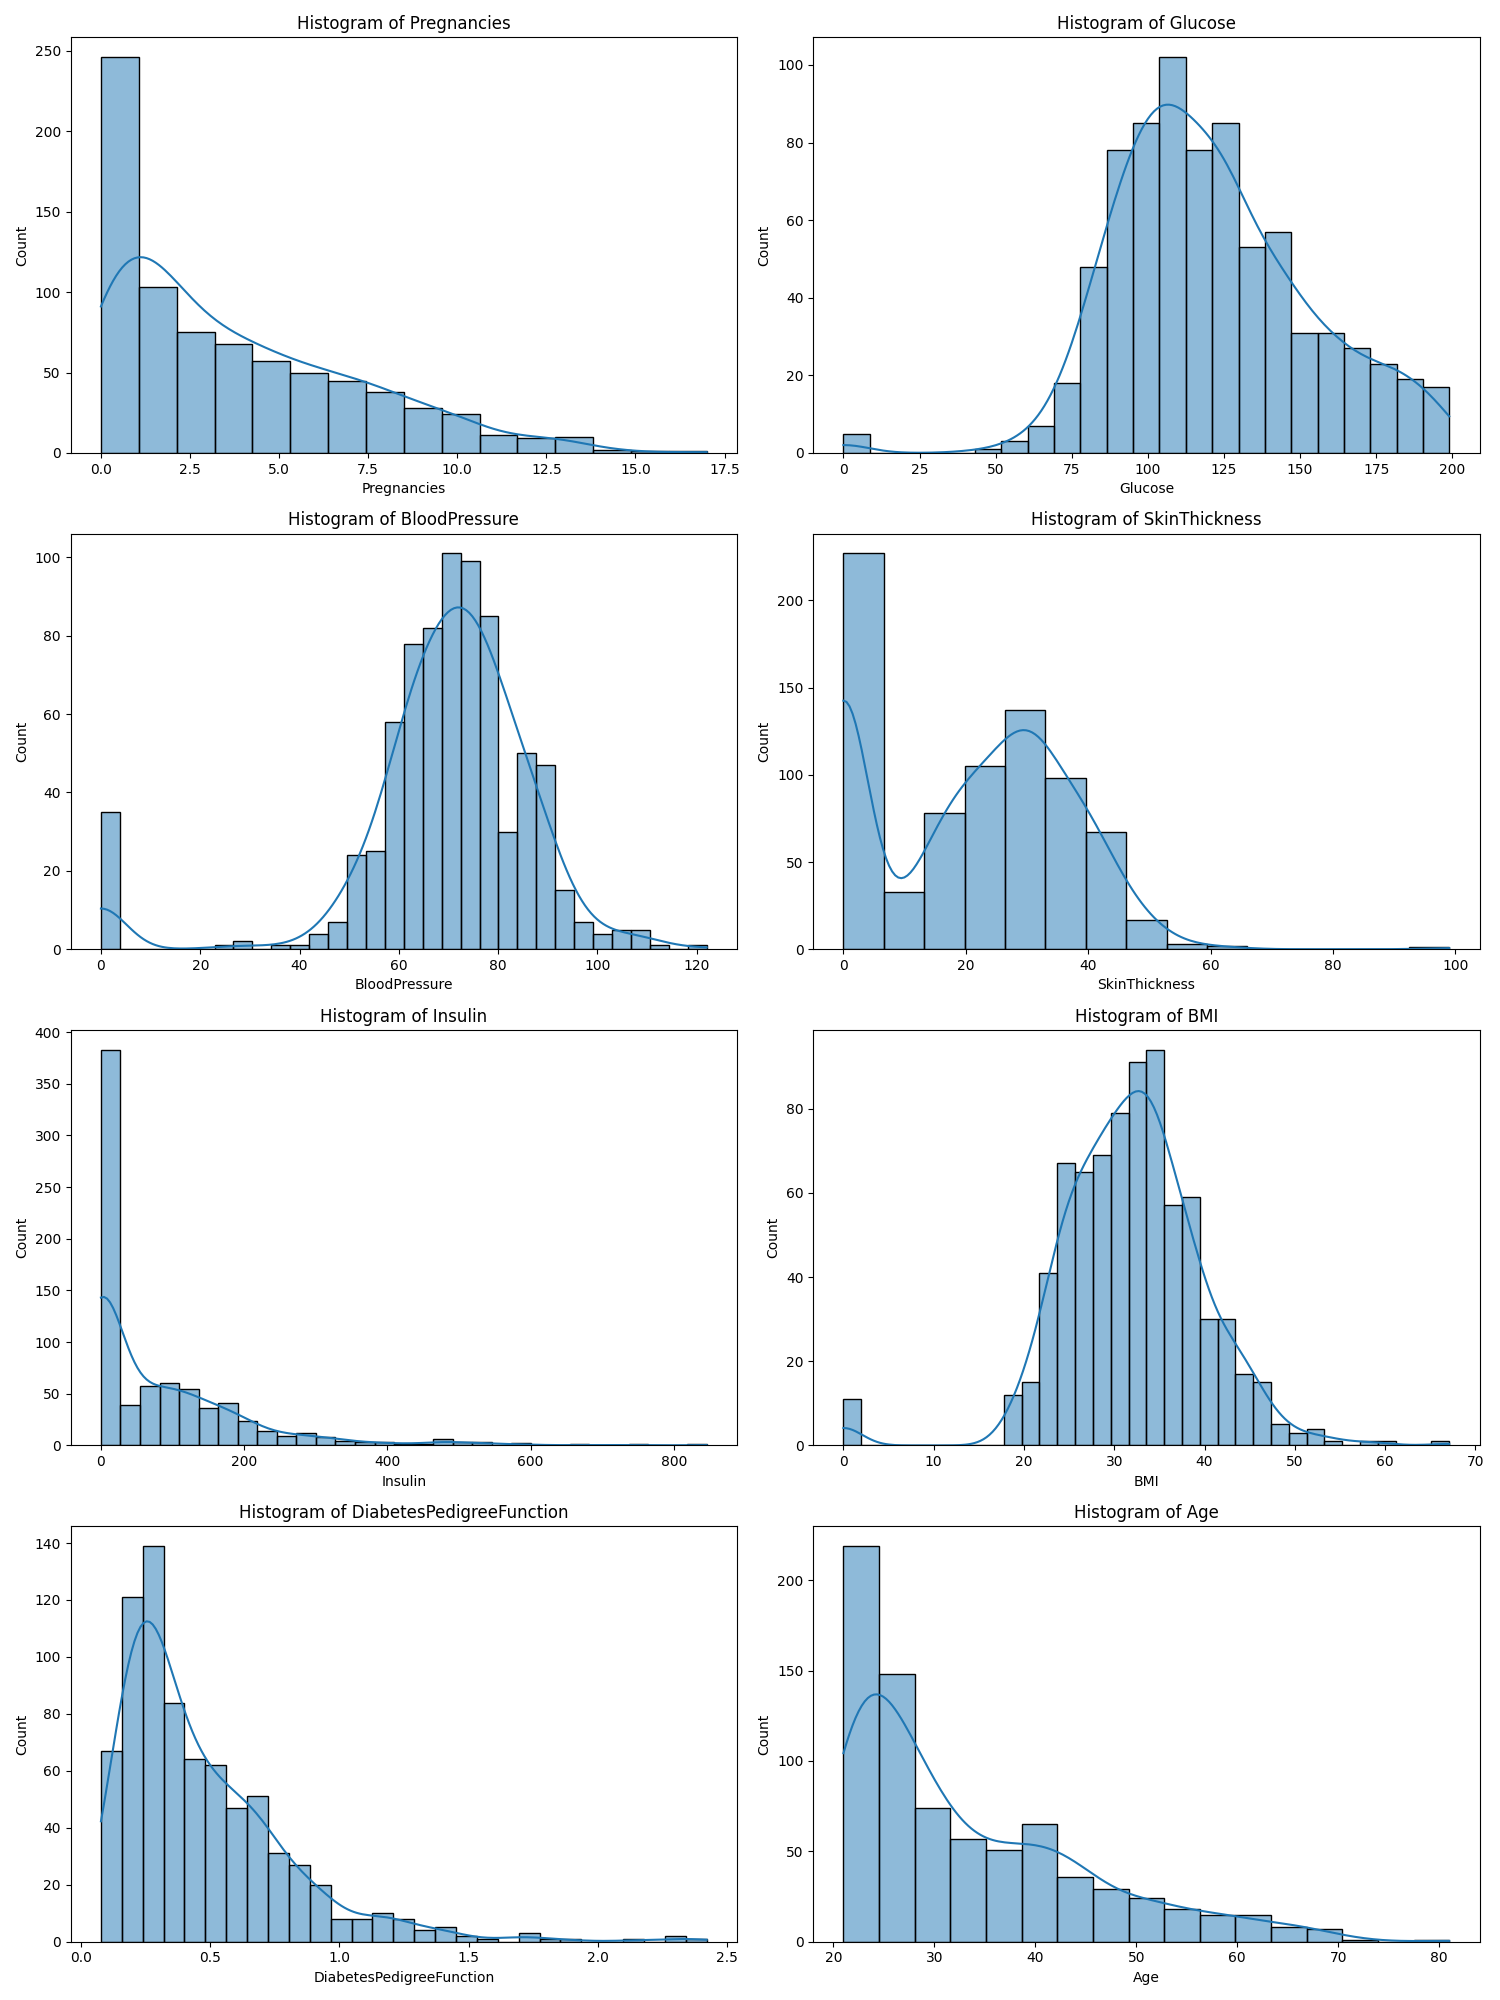 Histogram of Pregnancies
Count
250
200
150
100
50
0
0.0 2.5 5.0 7.5 10.0 12.5 15.0 17.5
Pregnancies
Histogram of Glucose
Count
100
80
60
40
20
0
0 25 50 75 100 125 150 175 200
Glucose
Histogram of BloodPressure
Count
100
80
60
40
20
0
0 20 40 60 80 100 120
BloodPressure
Histogram of SkinThickness
Count
200
150
100
50
0
0 20 40 60 80 100
SkinThickness
Histogram of Insulin
Count
400
350
300
250
200
150
100
50
0
0 200 400 600 800
Insulin
Histogram of BMI
Count
80
60
40
20
0
0 10 20 30 40 50 60 70
BMI
Histogram of DiabetesPedigreeFunction
Count
140
120
100
80
60
40
20
0
0.0 0.5 1.0 1.5 2.0 2.5
DiabetesPedigreeFunction
Histogram of Age
Count
200
150
100
50
0
20 30 40 50 60 70 80
Age